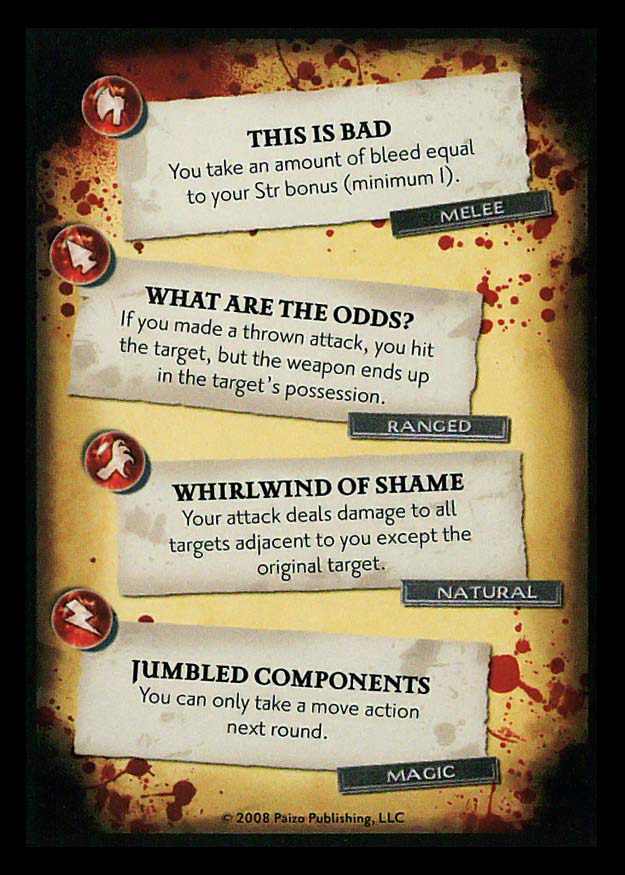 THIS IS BAD
You take an amount of bleed equal
to your Str bonus (minimum 1).
MELEE
WHAT ARE THE ODDS?
If you made a thrown attack, you hit
the target, but the weapon ends up
in the target's possession.
RANGED
WHIRLWIND OF SHAME
Your attack deals damage to all
targets adjacent to you except the
original target.
NATURAL
JUMBLED COMPONENTS
You can only take a move action
next round.
MAGIC
© 2008 Paizo Publishing, LLC